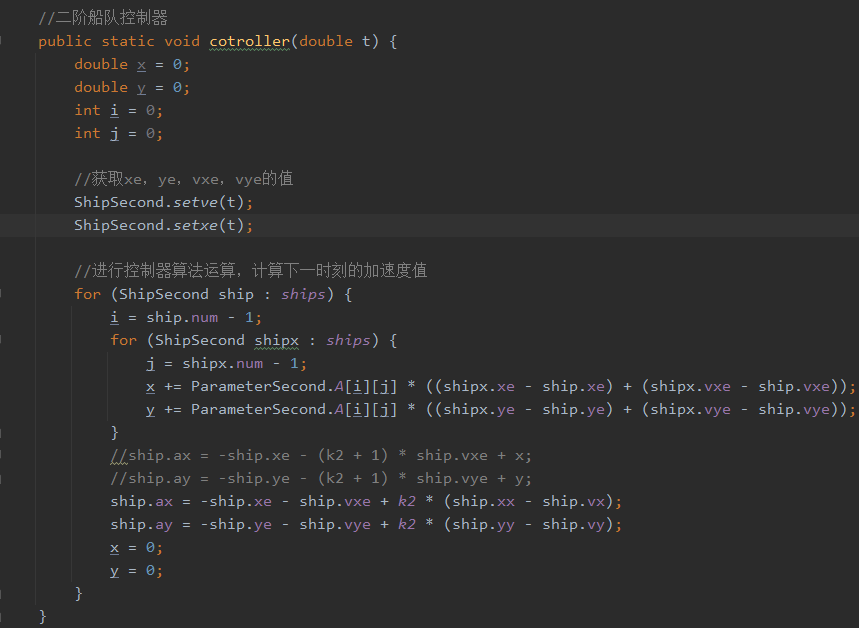 //二阶船队控制器
public static void cotroller(double t) {
double x = 0;
double y = 0;
int i = 0;
int j = 0;
//获取xe, ye, vxe, vye的值
ShipSecond.setve(t);
ShipSecond.setxe(t);
//进行控制器算法运算, 计算下一时刻的加速度值
for (ShipSecond ship : ships) {
i = ship.num - 1;
for (ShipSecond shipx : ships) {
j = shipx.num - 1;
x += ParameterSecond.A[i][j] * ((shipx.xe - ship.xe) + (shipx.vxe - ship.vxe));
y += ParameterSecond.A[i][j] * ((shipx.ye - ship.ye) + (shipx.vye - ship.vye));
}
//ship.ax = -ship.xe - (k2 + 1) * ship.vxe + x;
//ship.ay = -ship.ye - (k2 + 1) * ship.vye + y;
ship.ax = -ship.xe - ship.vxe + k2 * (ship.xx - ship.vx);
ship.ay = -ship.ye - ship.vye + k2 * (ship.yy - ship.vy);
x = 0;
y = 0;
}
}